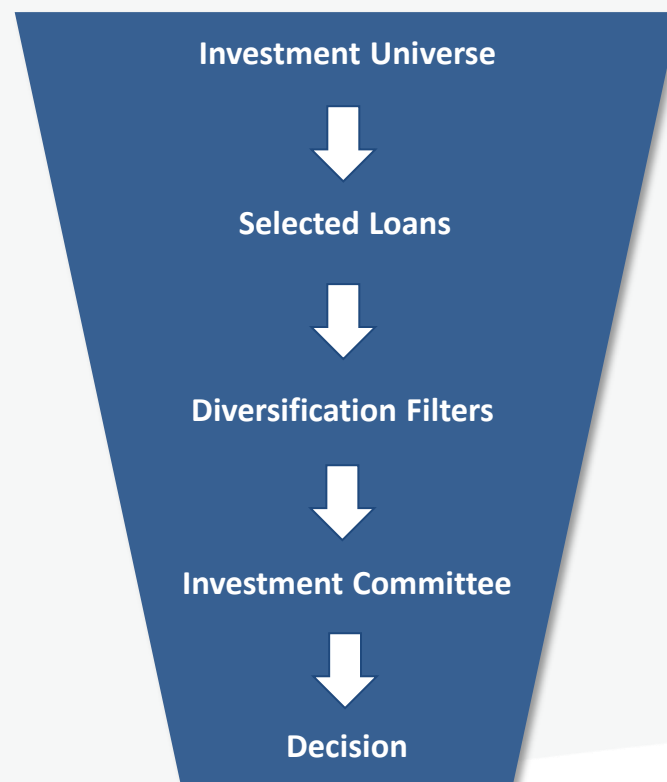 Investment Universe
Selected Loans
Diversification Filters
Investment Committee
Decision